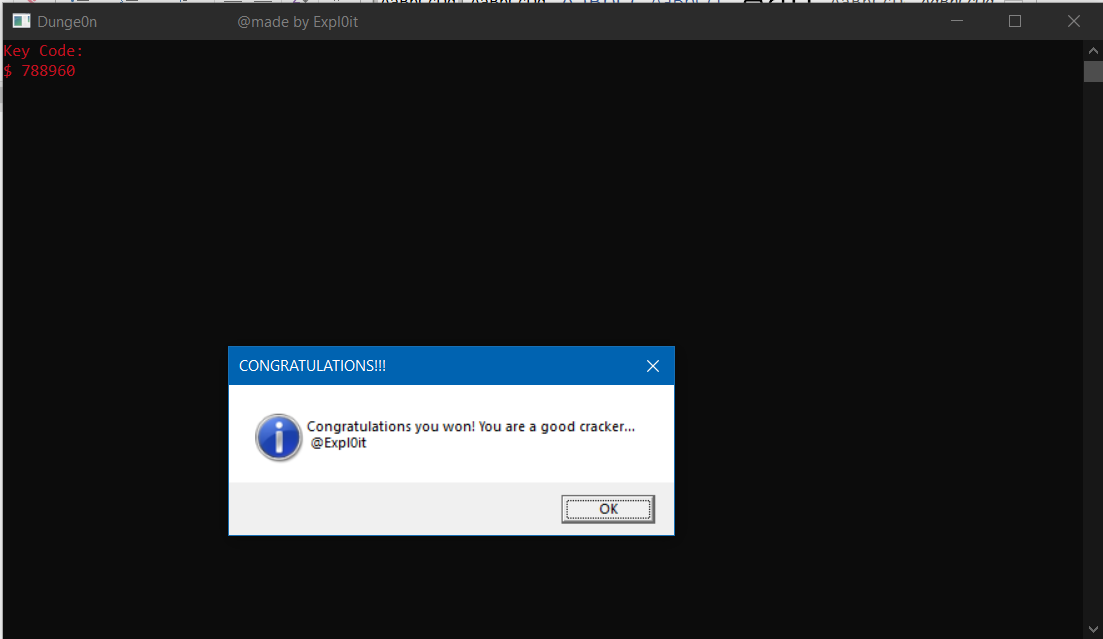 Dunge0n @made by Expl0it
Key Code:
$ 788960
CONGRATULATIONS!!!
Congratulations you won! You are a good cracker...
@Expl0it
OK